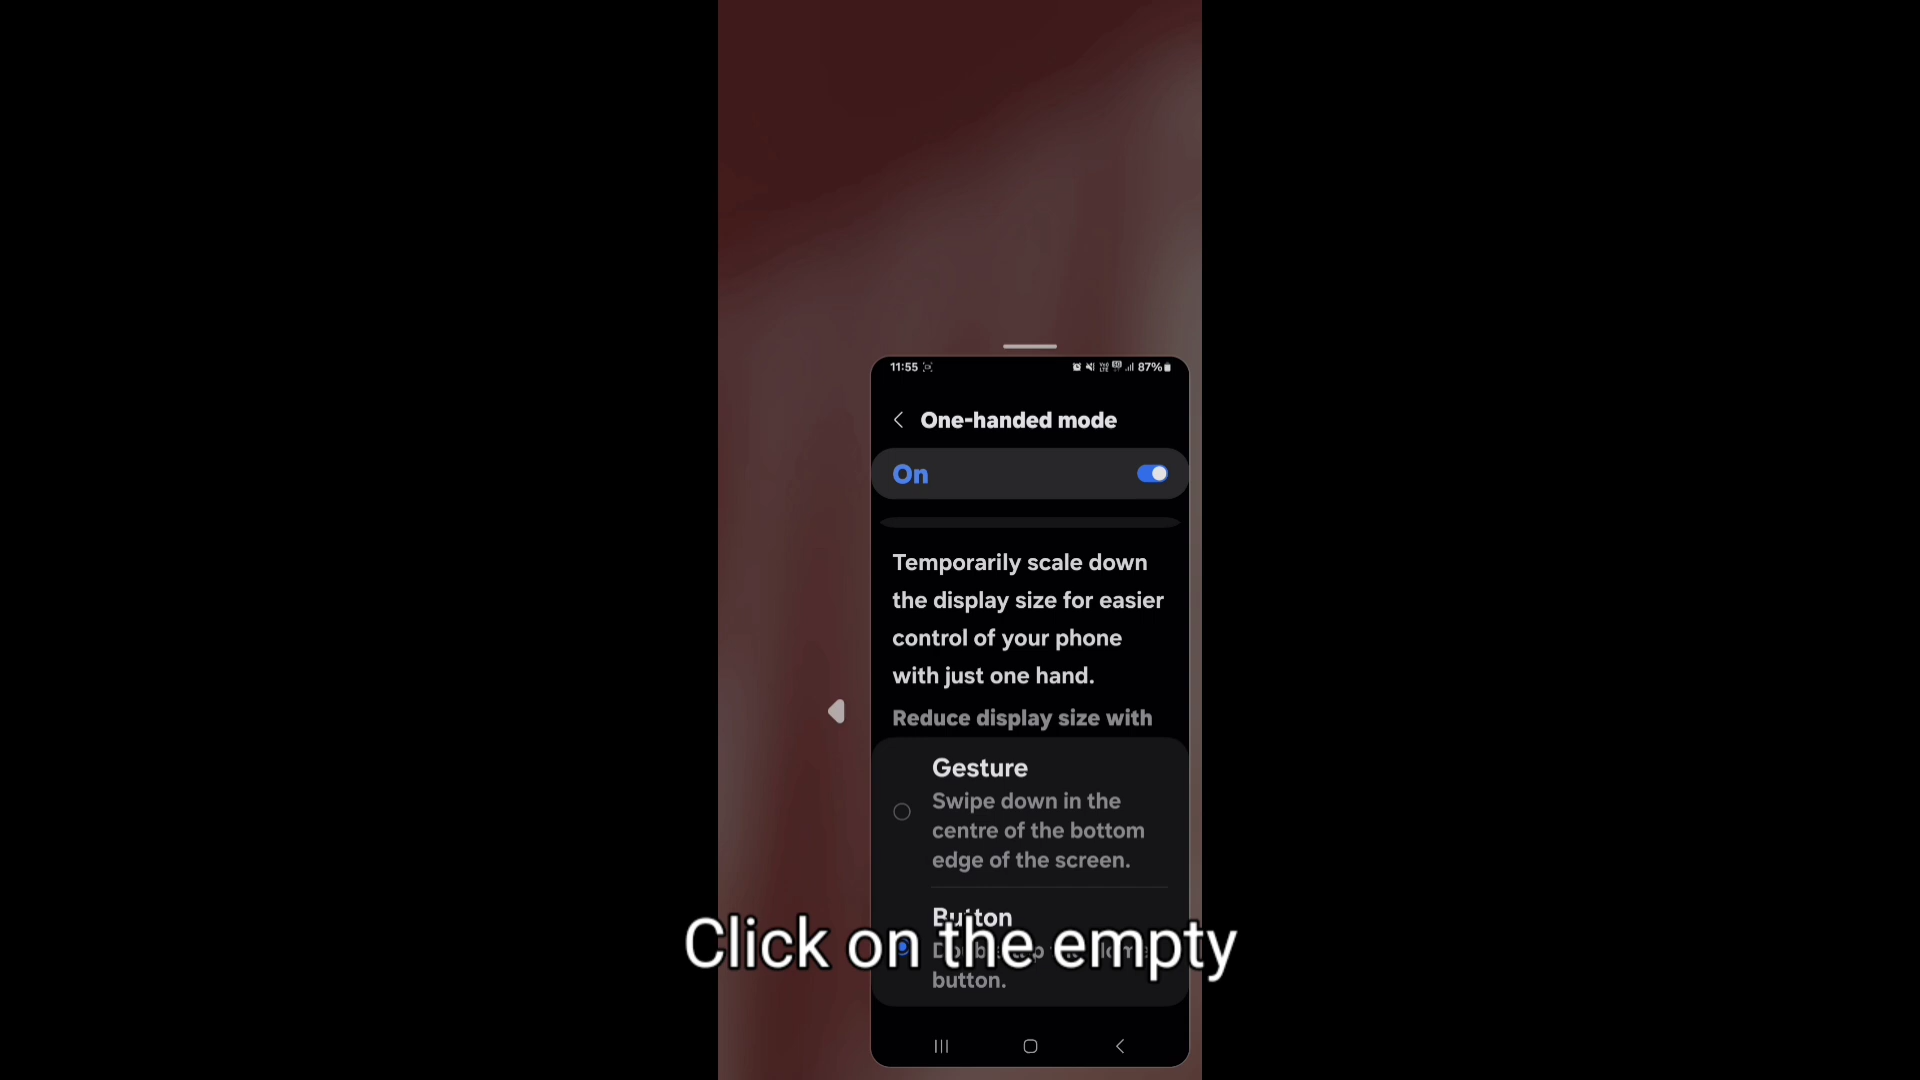 11:55 87%
One-handed mode
On
Temporarily scale down
the display size for easier
control of your phone
with just one hand.
Reduce display size with
Gesture
Swipe down in the
centre of the bottom
edge of the screen.
Button
Click on the empty
button.